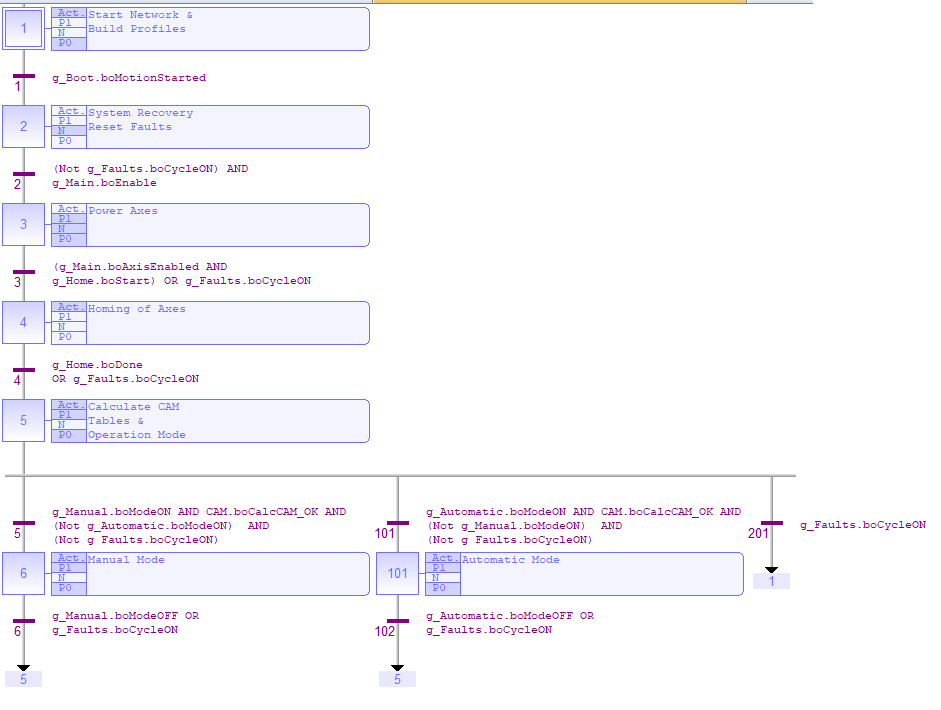 1
Act.
P1
N
P0
Start Network &
Build Profiles
1
g_Boot.boMotionStarted
2
Act.
P1
N
P0
System Recovery
Reset Faults
2
(Not g_Faults.boCycleON) AND
g_Main.boEnable
3
Act.
P1
N
P0
Power Axes
3
(g_Main.boAxisEnabled AND
g_Home.boStart) OR g_Faults.boCycleON
4
Act.
P1
N
P0
Homing of Axes
4
g_Home.boDone
OR g_Faults.boCycleON
5
Act.
P1
N
P0
Calculate CAM
Tables &
Operation Mode
5
g_Manual.boModeON AND CAM.boCalcCAM_OK AND
(Not g_Automatic.boModeON) AND
(Not g_Faults.boCycleON)
101
g_Automatic.boModeON AND CAM.boCalcCAM_OK AND
(Not g_Manual.boModeON) AND
(Not g_Faults.boCycleON)
201
g_Faults.boCycleON
6
Act.
P1
N
P0
Manual Mode
101
Act.
P1
N
P0
Automatic Mode
1
6
g_Manual.boModeOFF OR
g_Faults.boCycleON
102
g_Automatic.boModeOFF OR
g_Faults.boCycleON
5
5